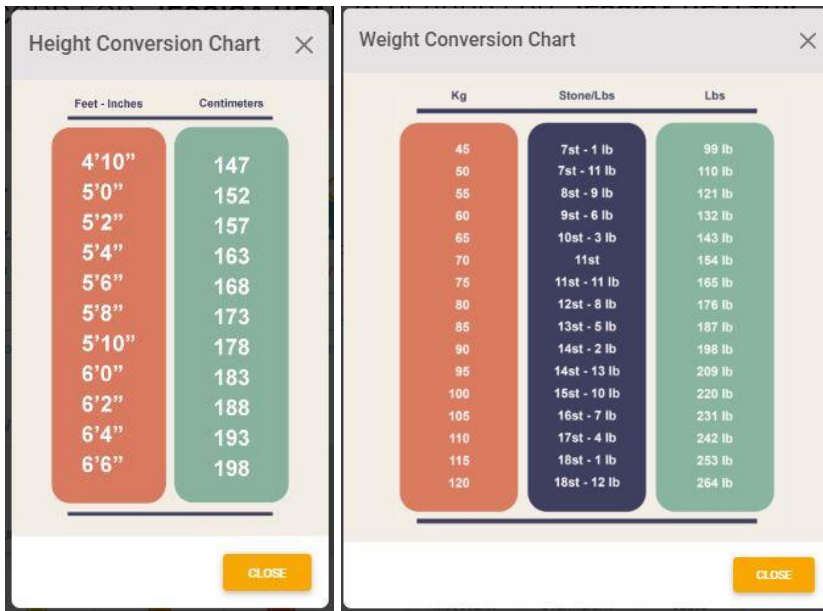 Height Conversion Chart
Feet - Inches Centimeters
4’10” 147
5’0” 152
5’2” 157
5’4” 163
5’6” 168
5’8” 173
5’10” 178
6’0” 183
6’2” 188
6’4” 193
6’6” 198
CLOSE
Weight Conversion Chart
Kg Stone/Lbs Lbs
45 7st - 1 lb 99 lb
50 7st - 11 lb 110 lb
55 8st - 9 lb 121 lb
60 9st - 6 lb 132 lb
65 10st - 3 lb 143 lb
70 11st 154 lb
75 11st - 11 lb 165 lb
80 12st - 8 lb 176 lb
85 13st - 5 lb 187 lb
90 14st - 2 lb 198 lb
95 14st - 13 lb 209 lb
100 15st - 10 lb 220 lb
105 16st - 7 lb 231 lb
110 17st - 4 lb 242 lb
115 18st - 1 lb 253 lb
120 18st - 12 lb 264 lb
CLOSE